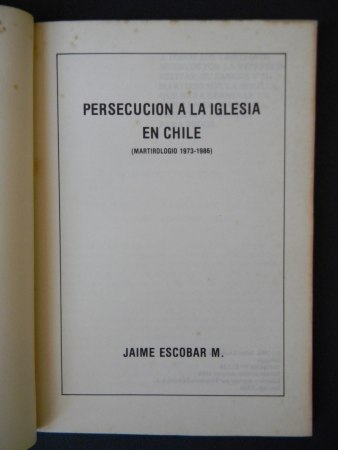 PERSECUCION A LA IGLESIA
EN CHILE
(MARTIROLOGIO 1973-1986)
JAIME ESCOBAR M.